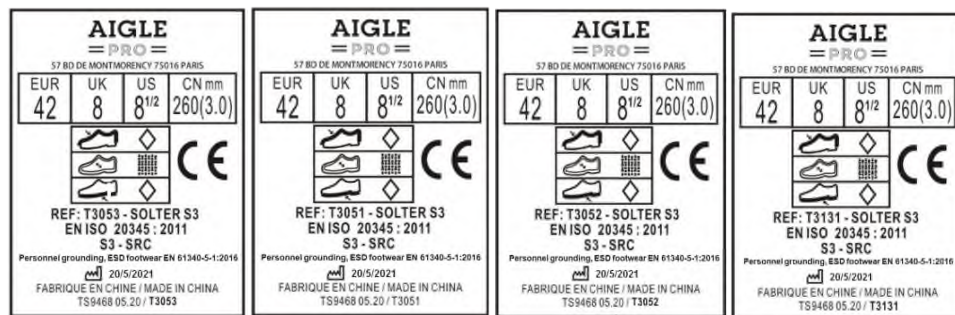 AIGLE
PRO
57 BD DE MONTMORENCY 75016 PARIS
EUR UK US CN mm
42 8 8 1/2 260(3.0)
CE
REF: T3053 - SOLTER S3
EN ISO 20345 : 2011
S3 - SRC
Personnel grounding, ESD footwear EN 61340-5-1:2016
20/5/2021
FABRIQUE EN CHINE / MADE IN CHINA
TS9468 05.20 / T3053
AIGLE
PRO
57 BD DE MONTMORENCY 75016 PARIS
EUR UK US CN mm
42 8 8 1/2 260(3.0)
CE
REF: T3051 - SOLTER S3
EN ISO 20345 : 2011
S3 - SRC
Personnel grounding, ESD footwear EN 61340-5-1:2016
20/5/2021
FABRIQUE EN CHINE / MADE IN CHINA
TS9468 05.20 / T3051
AIGLE
PRO
57 BD DE MONTMORENCY 75016 PARIS
EUR UK US CN mm
42 8 8 1/2 260(3.0)
CE
REF: T3052 - SOLTER S3
EN ISO 20345 : 2011
S3 - SRC
Personnel grounding, ESD footwear EN 61340-5-1:2016
20/5/2021
FABRIQUE EN CHINE / MADE IN CHINA
TS9468 05.20 / T3052
AIGLE
PRO
57 BD DE MONTMORENCY 75016 PARIS
EUR UK US CN mm
42 8 8 1/2 260(3.0)
CE
REF: T3131 - SOLTER S3
EN ISO 20345 : 2011
S3 - SRC
Personnel grounding, ESD footwear EN 61340-5-1:2016
20/5/2021
FABRIQUE EN CHINE / MADE IN CHINA
TS9468 05.20 / T3131